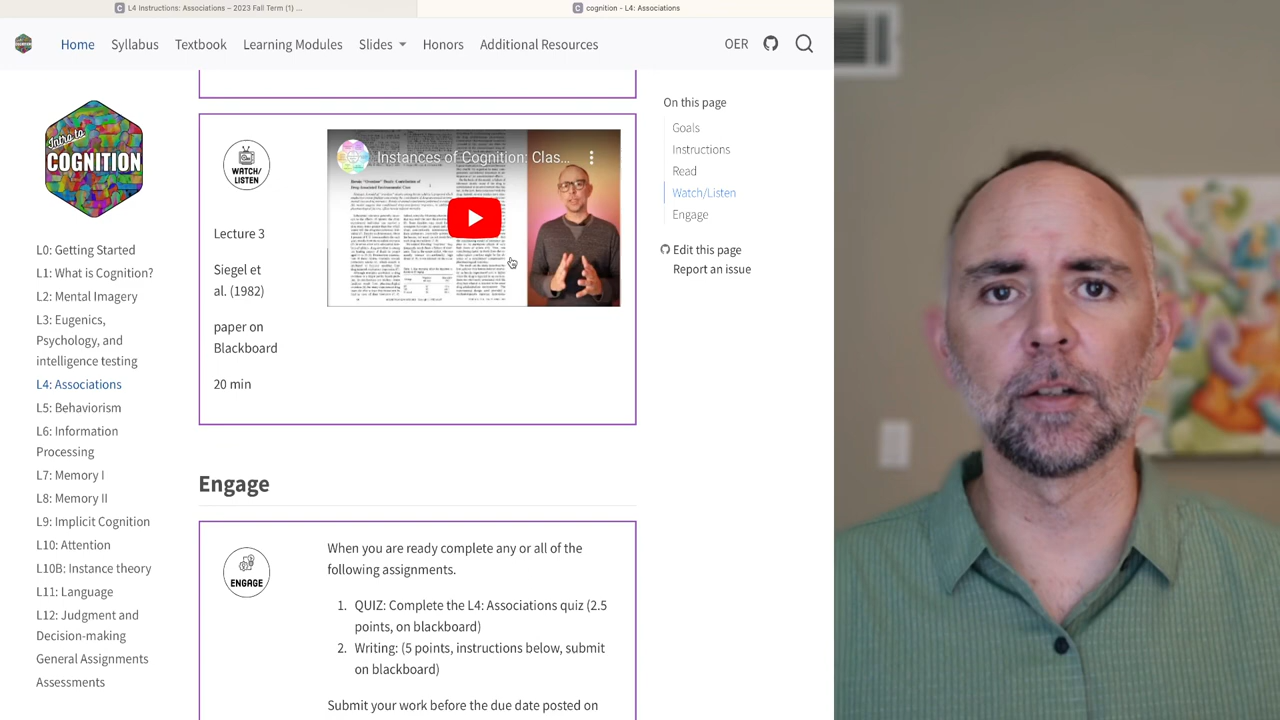 L4 Instructions: Associations – 2023 Fall Term (1) ...
cognition - L4: Associations
Home Syllabus Textbook Learning Modules Slides Honors Additional Resources OER
Intro to
COGNITION
L0: Getting Started
L1: What is Cognition?
L2: Mental Imagery
L3: Eugenics,
Psychology, and
intelligence testing
L4: Associations
L5: Behaviorism
L6: Information
Processing
L7: Memory I
L8: Memory II
L9: Implicit Cognition
L10: Attention
L10B: Instance theory
L11: Language
L12: Judgment and
Decision-making
General Assignments
Assessments
WATCH/
LISTEN
Lecture 3
Siegel et
al. (1982)
paper on
Blackboard
20 min
Instances of Cognition: Clas...
Engage
ENGAGE
When you are ready complete any or all of the
following assignments.
1. QUIZ: Complete the L4: Associations quiz (2.5
points, on blackboard)
2. Writing: (5 points, instructions below, submit
on blackboard)
Submit your work before the due date posted on
On this page
Goals
Instructions
Read
Watch/Listen
Engage
Edit this page
Report an issue